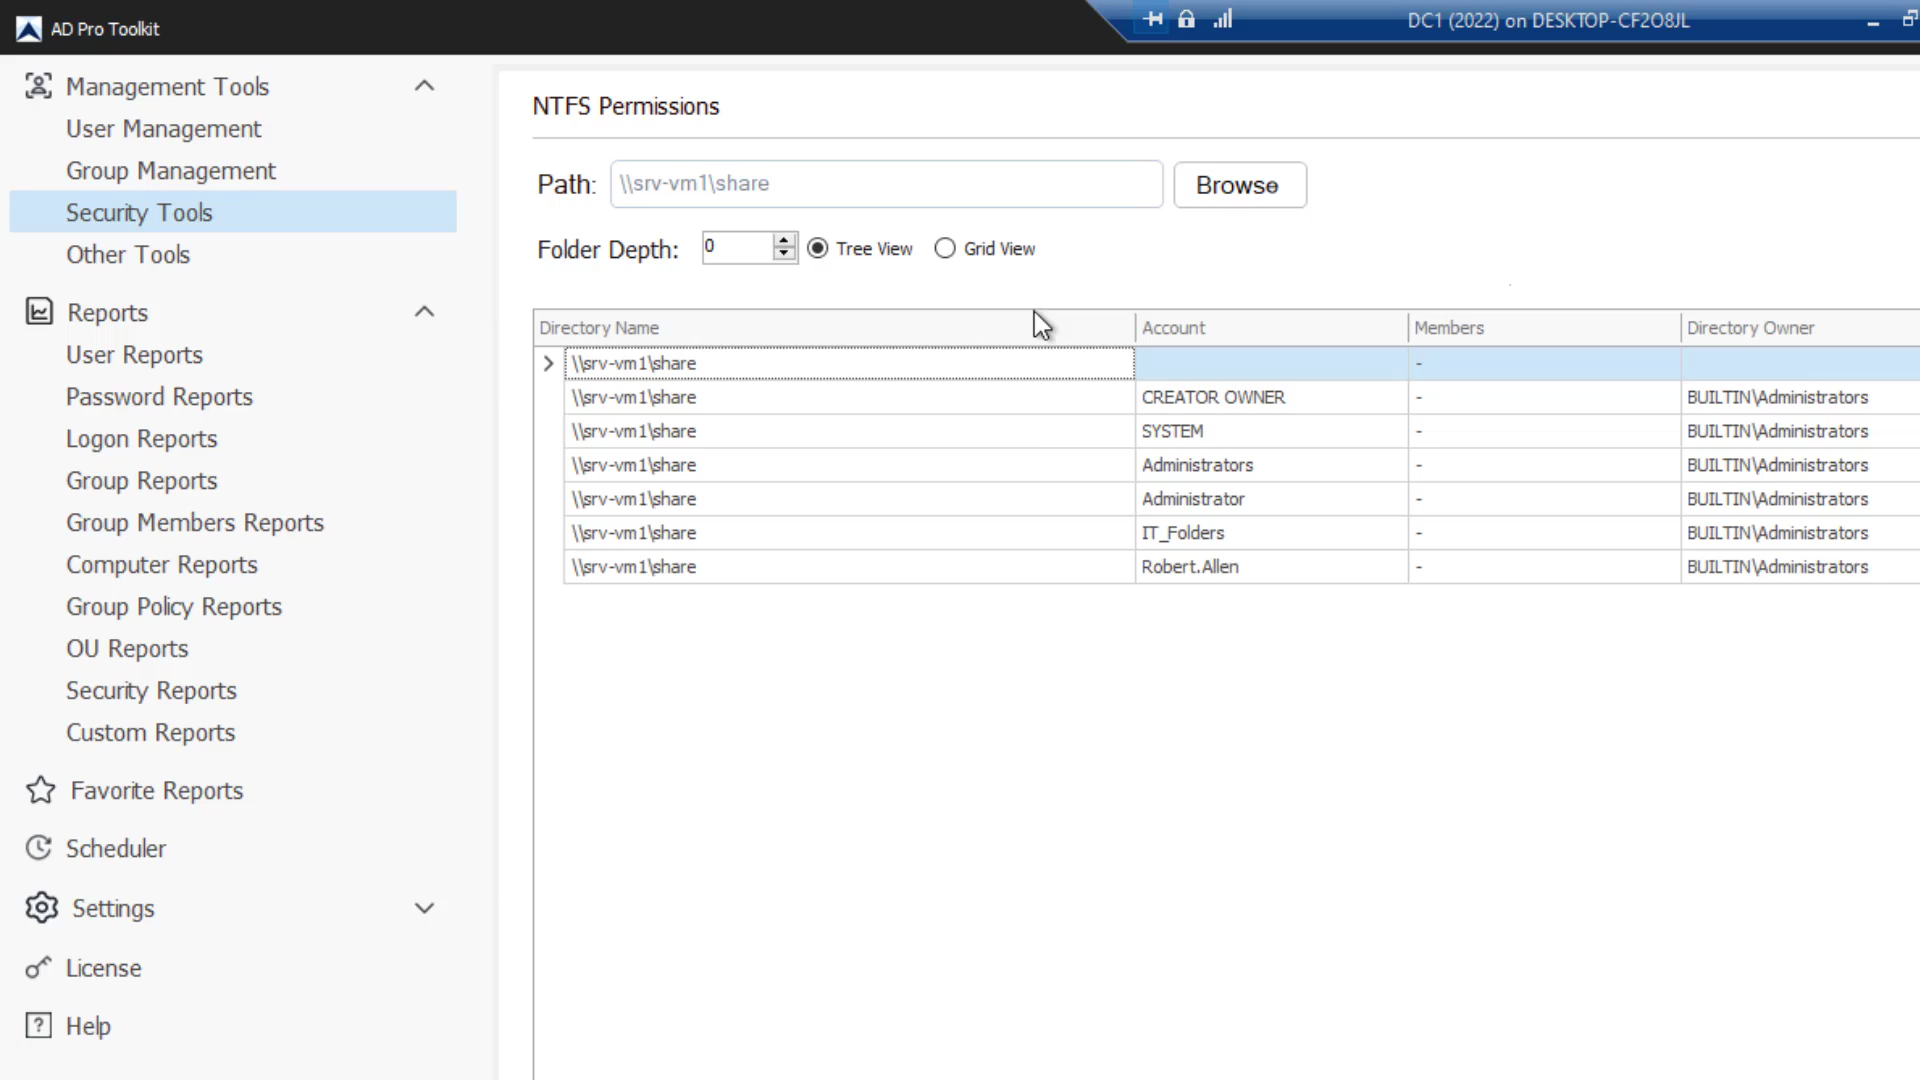 AD Pro Toolkit
DC1 (2022) on DESKTOP-CF2O8JL
Management Tools
User Management
Group Management
Security Tools
Other Tools
Reports
User Reports
Password Reports
Logon Reports
Group Reports
Group Members Reports
Computer Reports
Group Policy Reports
OU Reports
Security Reports
Custom Reports
Favorite Reports
Scheduler
Settings
License
? Help
NTFS Permissions
Path: \\srv-vm1\share Browse
Folder Depth: 0 Tree View Grid View
Directory Name Account Members Directory Owner
\\srv-vm1\share -
\\srv-vm1\share CREATOR OWNER - BUILTIN\Administrators
\\srv-vm1\share SYSTEM - BUILTIN\Administrators
\\srv-vm1\share Administrators - BUILTIN\Administrators
\\srv-vm1\share Administrator - BUILTIN\Administrators
\\srv-vm1\share IT_Folders - BUILTIN\Administrators
\\srv-vm1\share Robert.Allen - BUILTIN\Administrators